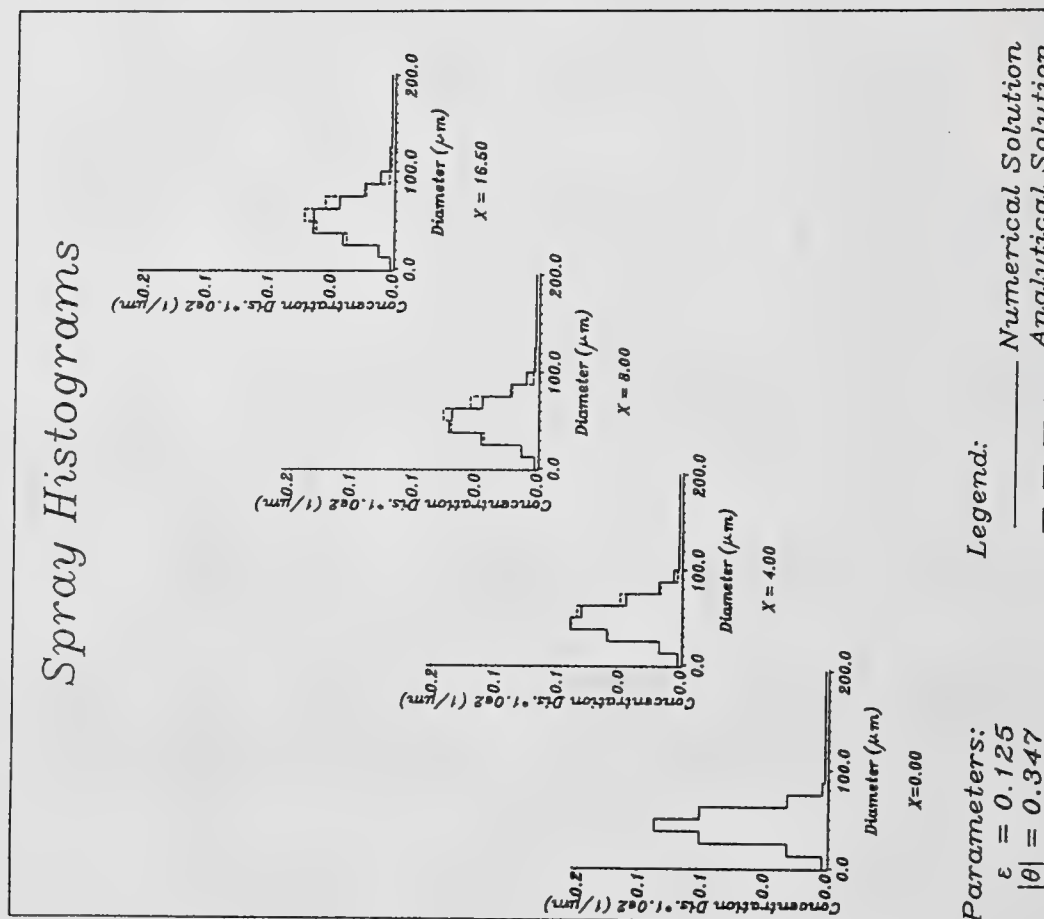 Spray Histograms
Concentration Dis.*1.0e2 (1/μm)
0.2
0.1
0.1
0.0
0.0
0.0
100.0
200.0
Diameter (μm)
X = 16.50
Concentration Dis.*1.0e2 (1/μm)
0.2
0.1
0.1
0.0
0.0
0.0
100.0
200.0
Diameter (μm)
X = 8.00
Concentration Dis.*1.0e2 (1/μm)
0.2
0.1
0.1
0.0
0.0
0.0
100.0
200.0
Diameter (μm)
X = 4.00
Concentration Dis.*1.0e2 (1/μm)
0.2
0.1
0.1
0.0
0.0
0.0
100.0
200.0
Diameter (μm)
X=0.00
Parameters:
ε = 0.125
|θ| = 0.347
Legend:
Numerical Solution
Analytical Solution